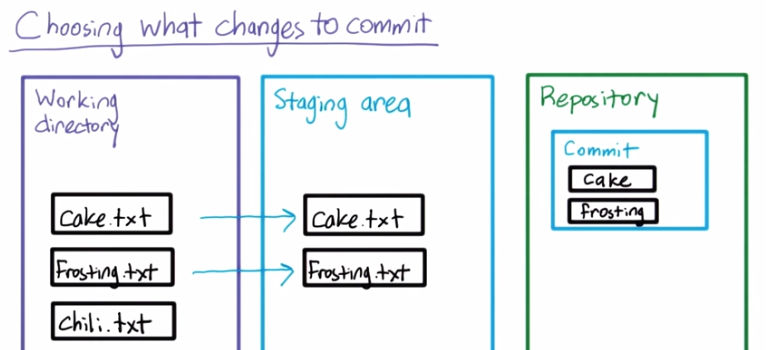 Choosing what changes to commit
Working
directory
Cake.txt
Frosting.txt
Chili.txt
Staging area
Cake.txt
Frosting.txt
Repository
Commit
Cake
frosting